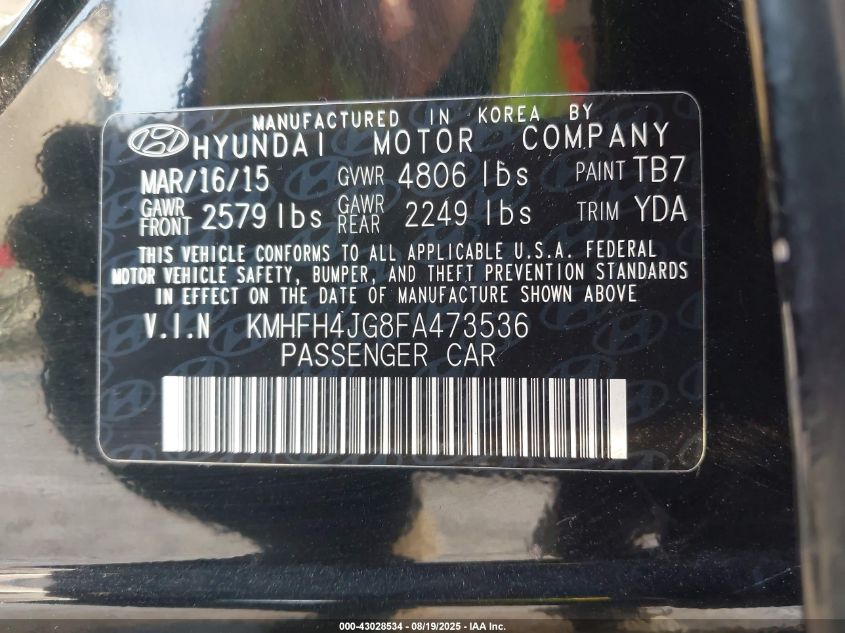 MANUFACTURED IN KOREA BY
HYUNDAI MOTOR COMPANY
MAR/16/15 GVWR 4806 lbs PAINT TB7
GAWR FRONT 2579 lbs GAWR REAR 2249 lbs TRIM YDA
THIS VEHICLE CONFORMS TO ALL APPLICABLE U.S.A. FEDERAL
MOTOR VEHICLE SAFETY, BUMPER, AND THEFT PREVENTION STANDARDS
IN EFFECT ON THE DATE OF MANUFACTURE SHOWN ABOVE
V.I.N KMHFH4JG8FA473536
PASSENGER CAR
000-43028534 - 08/19/2025 - IAA Inc.